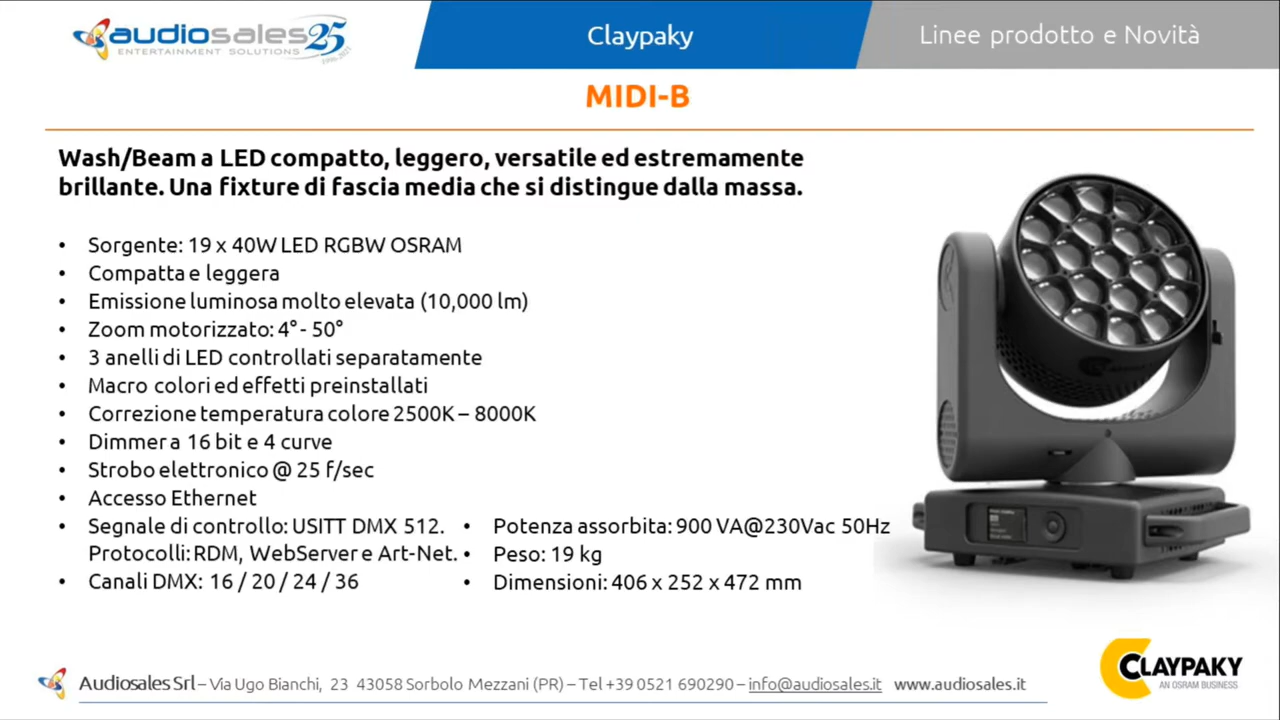 audiosales 25
ENTERTAINMENT SOLUTIONS
Claypaky
Linee prodotto e Novità
MIDI-B
Wash/Beam a LED compatto, leggero, versatile ed estremamente
brillante. Una fixture di fascia media che si distingue dalla massa.
• Sorgente: 19 x 40W LED RGBW OSRAM
• Compatta e leggera
• Emissione luminosa molto elevata (10,000 lm)
• Zoom motorizzato: 4° - 50°
• 3 anelli di LED controllati separatamente
• Macro colori ed effetti preinstallati
• Correzione temperatura colore 2500K – 8000K
• Dimmer a 16 bit e 4 curve
• Strobo elettronico @ 25 f/sec
• Accesso Ethernet
• Segnale di controllo: USITT DMX 512.
Protocolli: RDM, WebServer e Art-Net.
• Canali DMX: 16 / 20 / 24 / 36
• Potenza assorbita: 900 VA@230Vac 50Hz
• Peso: 19 kg
• Dimensioni: 406 x 252 x 472 mm
Audiosales Srl – Via Ugo Bianchi, 23 43058 Sorbolo Mezzani (PR) – Tel +39 0521 690290 – info@audiosales.it www.audiosales.it
CLAYPAKY
AN OSRAM BUSINESS